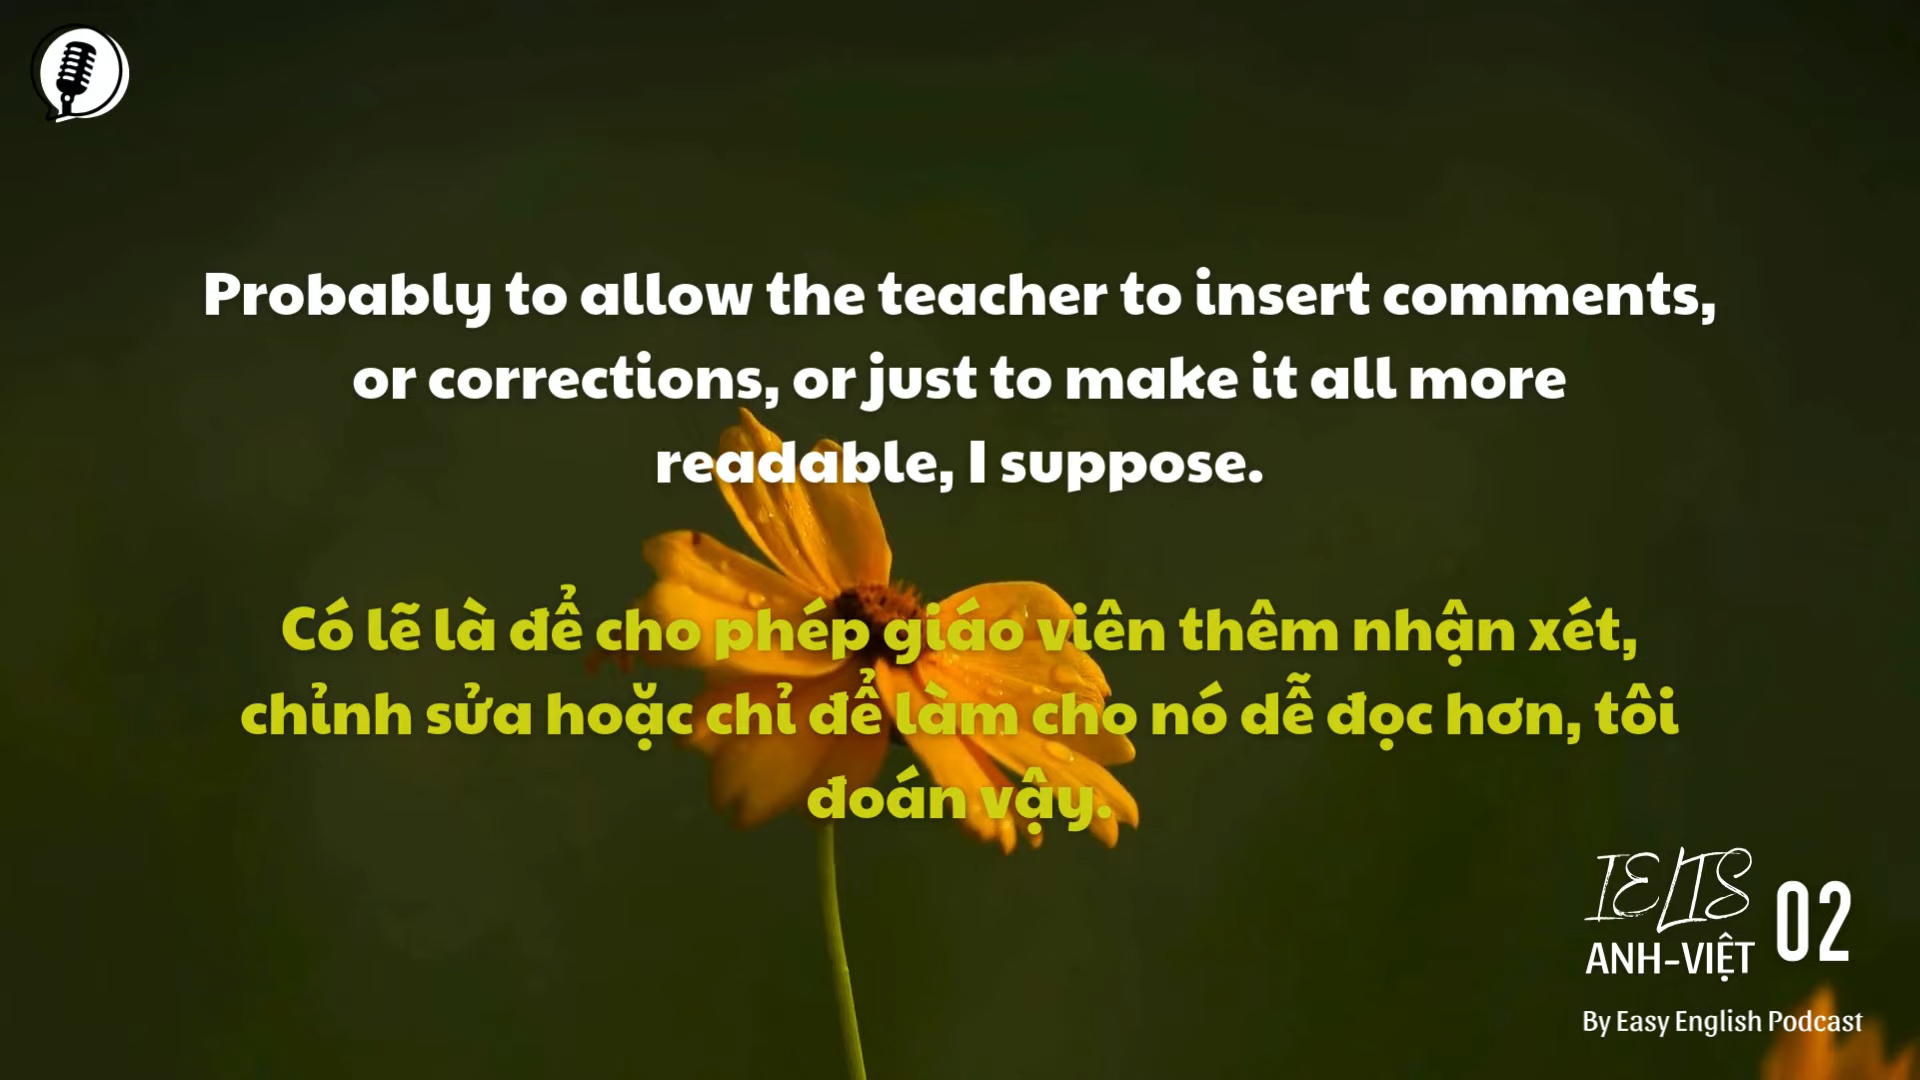 Probably to allow the teacher to insert comments,
or corrections, or just to make it all more
readable, I suppose.
Có lẽ là để cho phép giáo viên thêm nhận xét,
chỉnh sửa hoặc chỉ để làm cho nó dễ đọc hơn, tôi
đoán vậy.
IELTS
ANH-VIỆT
02
By Easy English Podcast